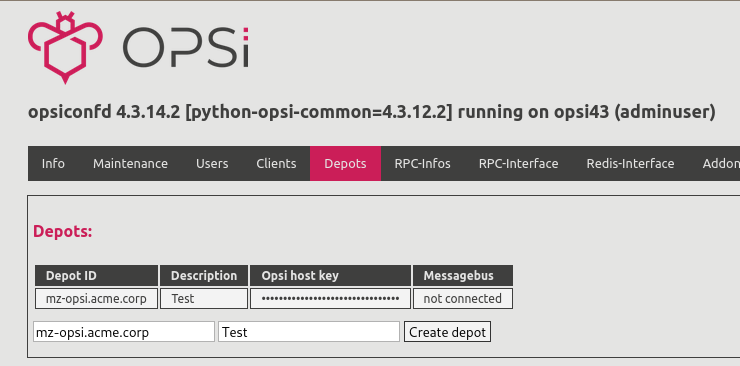 OPSi
opsiconfd 4.3.14.2 [python-opsi-common=4.3.12.2] running on opsi43 (adminuser)
Info Maintenance Users Clients Depots RPC-Infos RPC-Interface Redis-Interface Addon
Depots:
Depot ID Description Opsi host key Messagebus
mz-opsi.acme.corp Test •••••••••••••••••••••••••••••••• not connected
mz-opsi.acme.corp Test Create depot